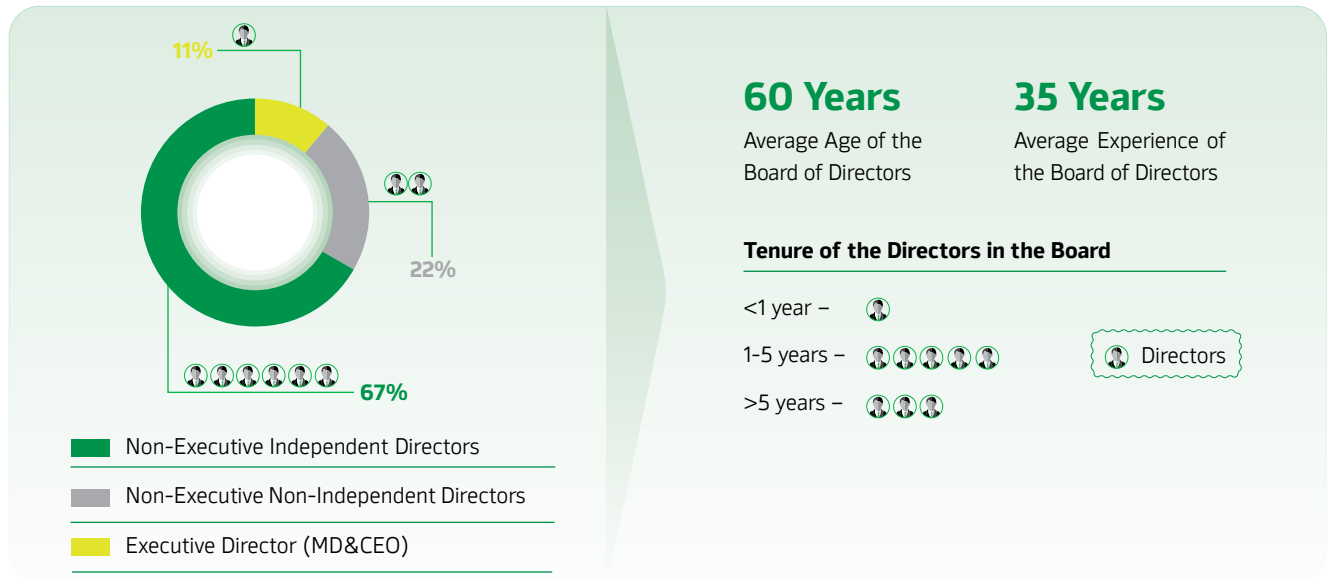 11%
22%
67%
Non-Executive Independent Directors
Non-Executive Non-Independent Directors
Executive Director (MD&CEO)
60 Years
Average Age of the
Board of Directors
35 Years
Average Experience of
the Board of Directors
Tenure of the Directors in the Board
<1 year –
1-5 years –
>5 years –
Directors